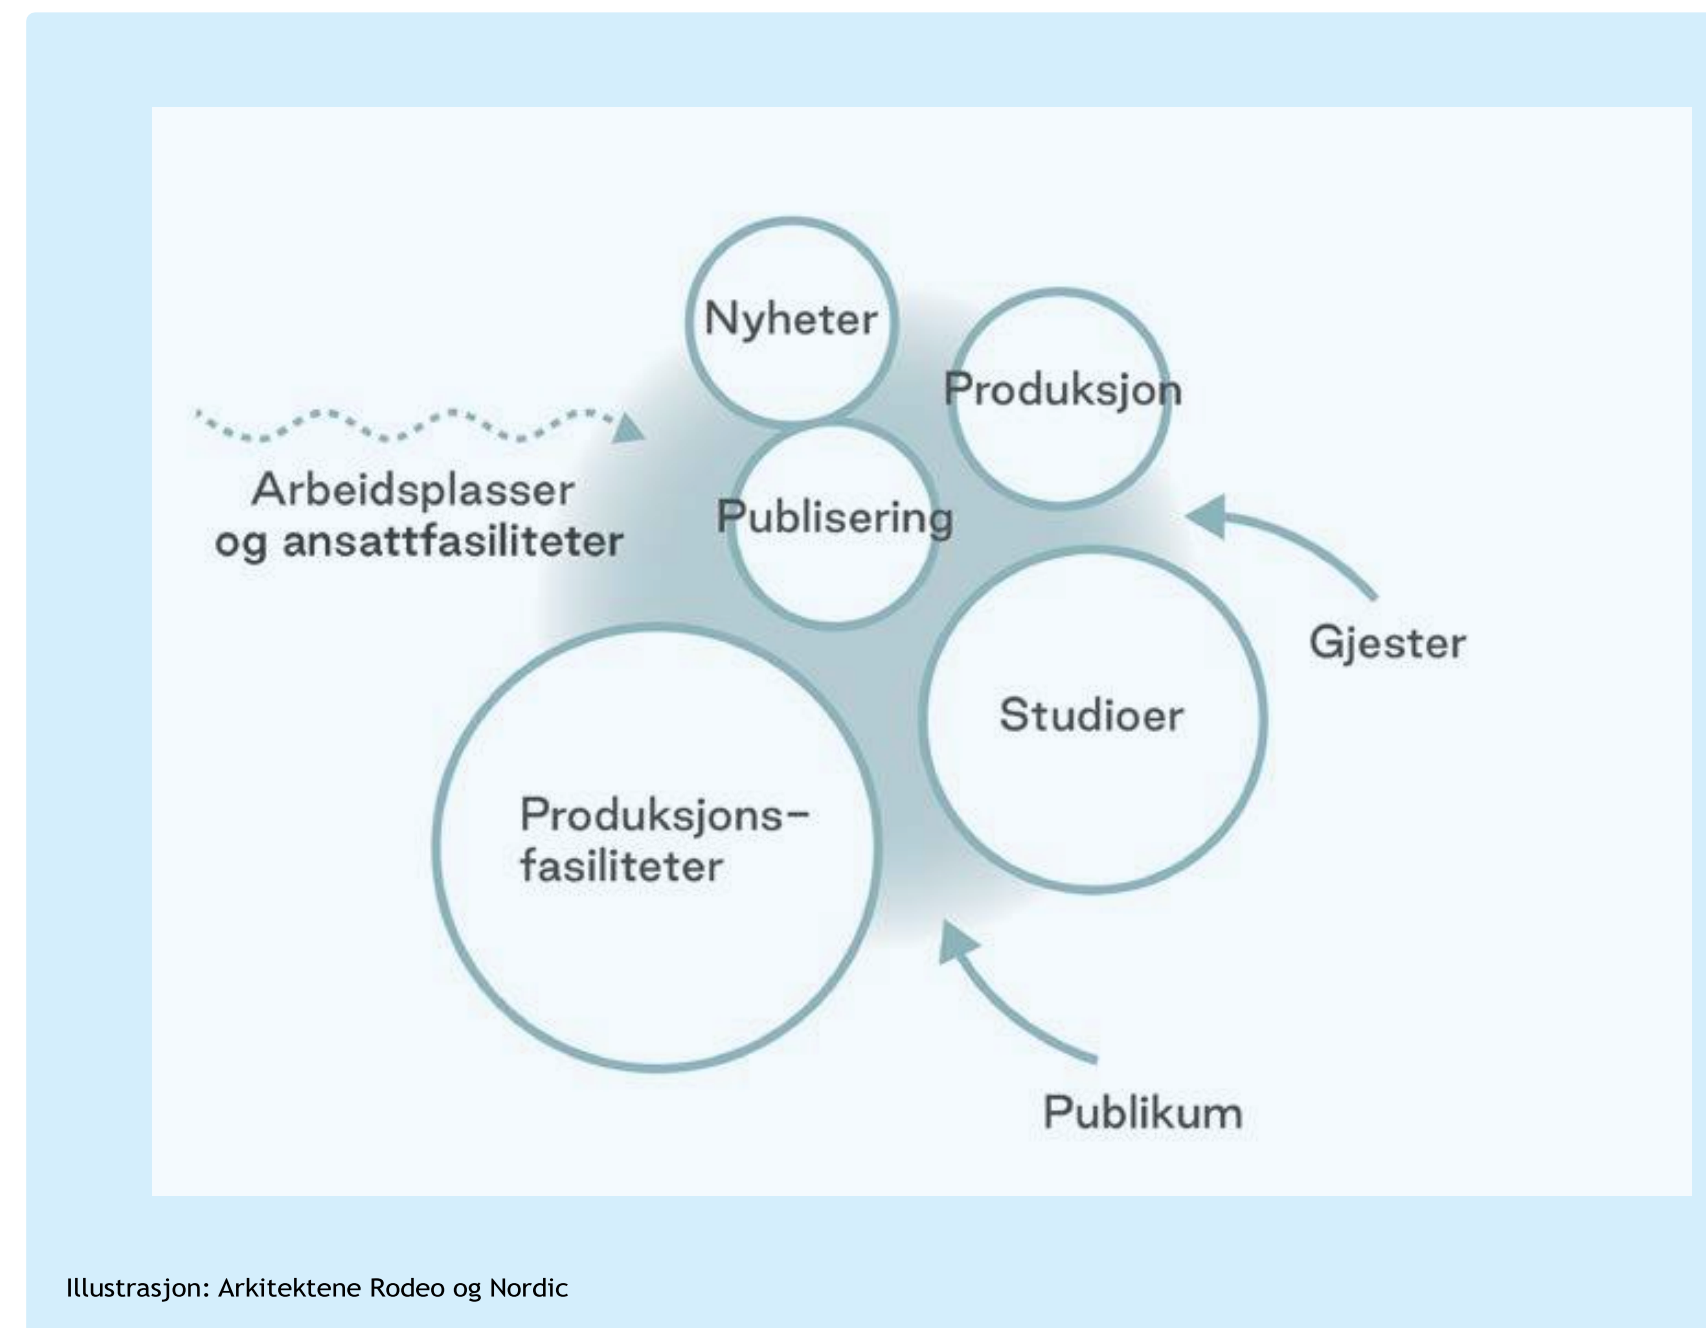 Nyheter
Produksjon
Arbeidsplasser
og ansattfasiliteter
Publisering
Gjester
Studioer
Produksjons-
fasiliteter
Publikum
Illustrasjon: Arkitektene Rodeo og Nordic